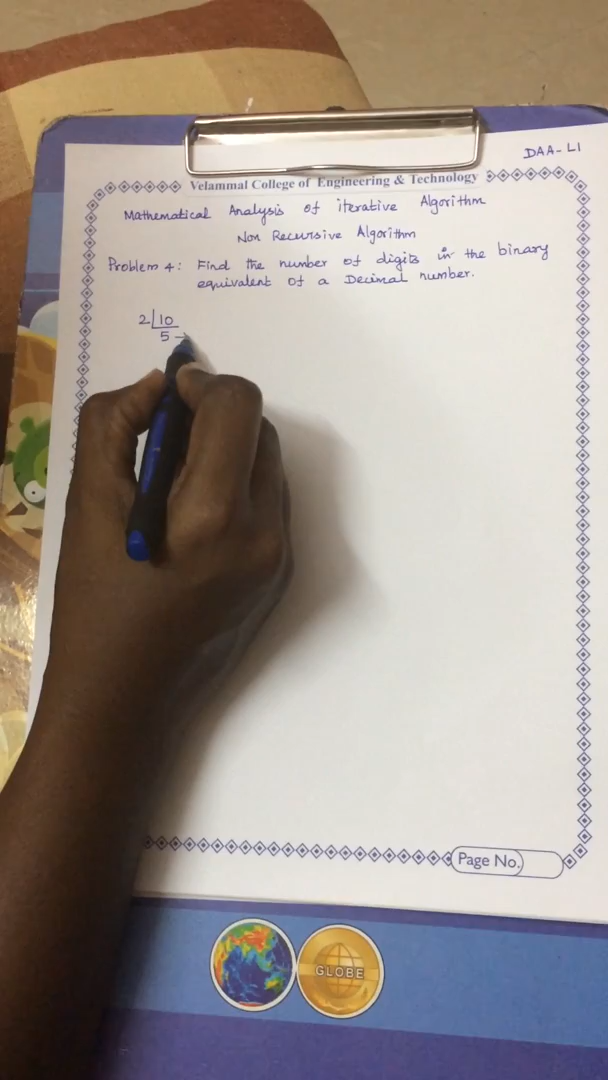 DAA-L1
Velammal College of Engineering & Technology
Mathematical Analysis of iterative Algorithm
Non Recursive Algorithm
Problem 4: Find the number of digits in the binary
equivalent of a Decimal number.
2 10
5 -
Page No.
GLOBE